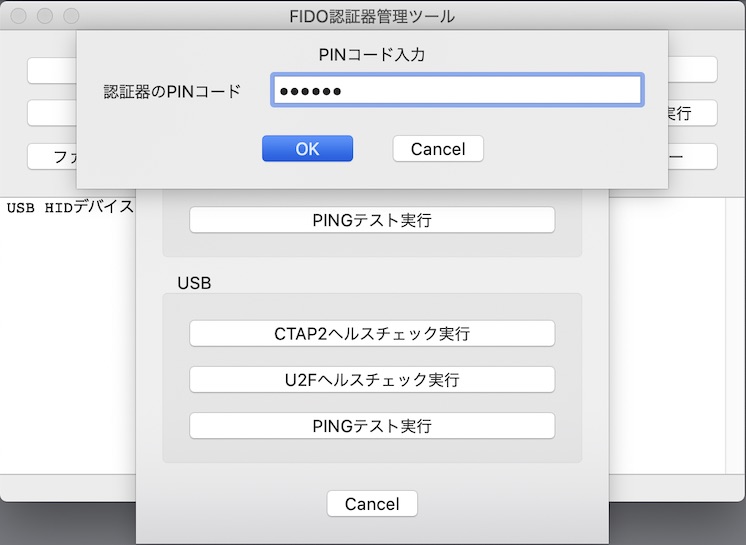 FIDO認証器管理ツール
PINコード入力
認証器のPINコード
●●●●●●
OK
Cancel
実行
ファ
ー
USB HIDデバイス
PINGテスト実行
USB
CTAP2ヘルスチェック実行
U2Fヘルスチェック実行
PINGテスト実行
Cancel